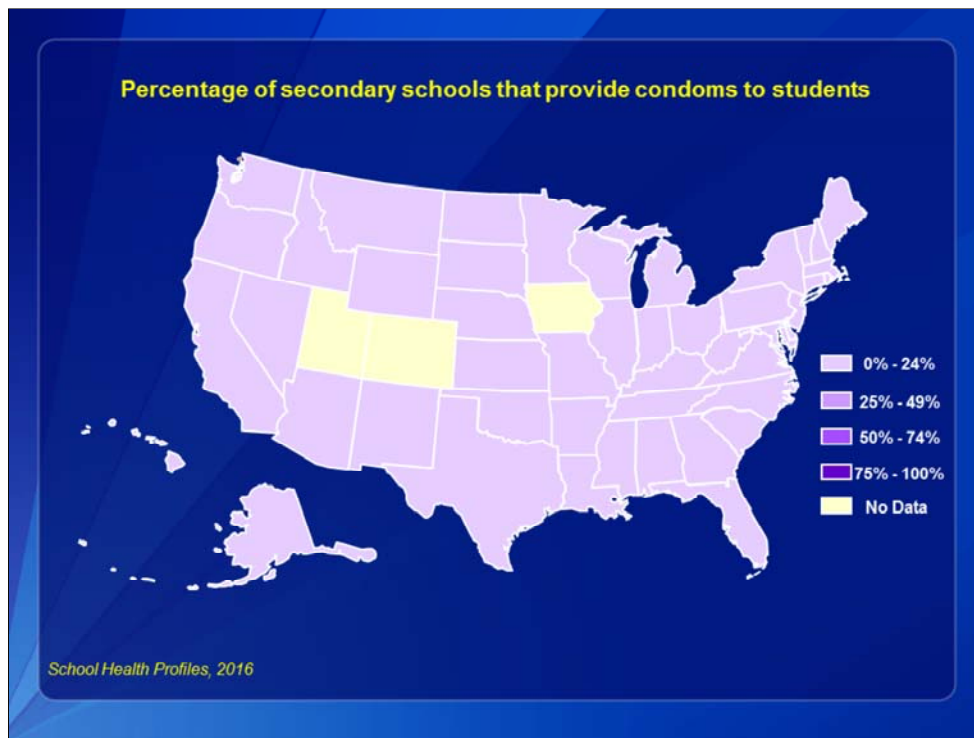 Percentage of secondary schools that provide condoms to students
0% - 24%
25% - 49%
50% - 74%
75% - 100%
No Data
School Health Profiles, 2016